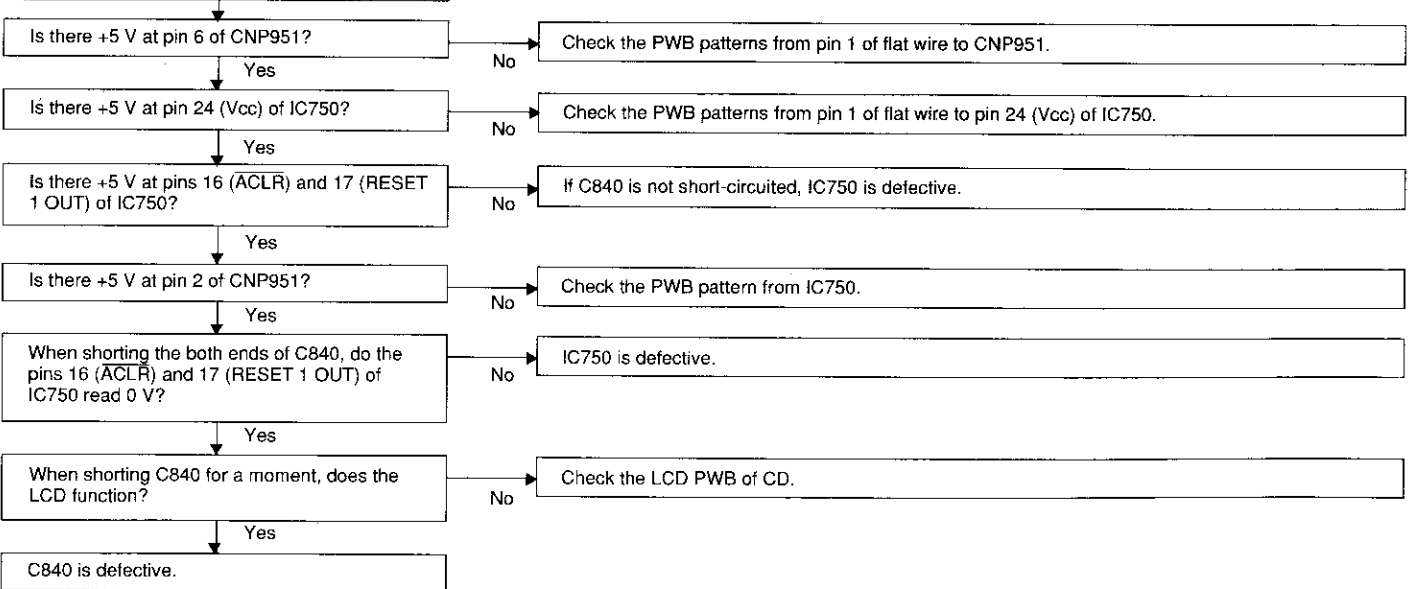 Is there +5 V at pin 6 of CNP951?
No
Check the PWB patterns from pin 1 of flat wire to CNP951.
Yes
Is there +5 V at pin 24 (Vcc) of IC750?
No
Check the PWB patterns from pin 1 of flat wire to pin 24 (Vcc) of IC750.
Yes
Is there +5 V at pins 16 (A̅C̅L̅R̅) and 17 (RESET
1 OUT) of IC750?
No
If C840 is not short-circuited, IC750 is defective.
Yes
Is there +5 V at pin 2 of CNP951?
No
Check the PWB pattern from IC750.
Yes
When shorting the both ends of C840, do the
pins 16 (A̅C̅L̅R̅) and 17 (RESET 1 OUT) of
IC750 read 0 V?
No
IC750 is defective.
Yes
When shorting C840 for a moment, does the
LCD function?
No
Check the LCD PWB of CD.
Yes
C840 is defective.